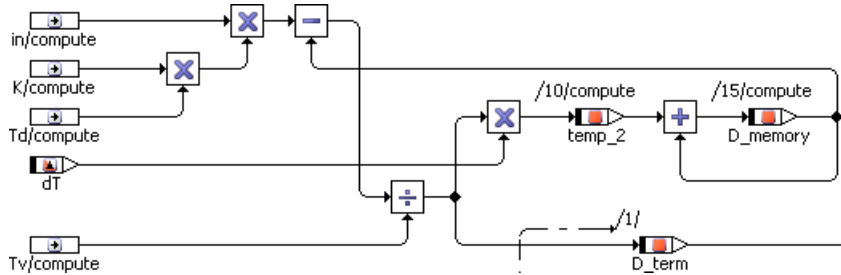 in/compute
K/compute
/10/compute
/15/compute
Td/compute
temp_2
D_memory
dT
/1/
Tv/compute
D_term